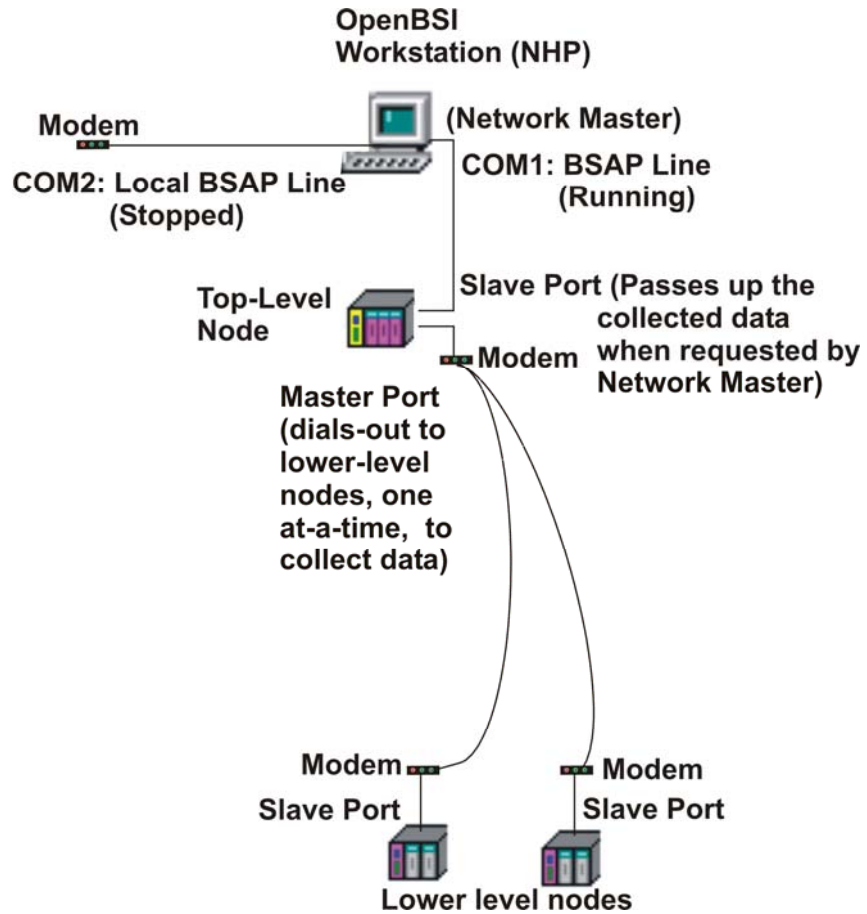 OpenBSI
Workstation (NHP)
Modem
(Network Master)
COM2: Local BSAP Line
(Stopped)
COM1: BSAP Line
(Running)
Top-Level
Node
Slave Port (Passes up the
collected data
when requested by
Network Master)
Modem
Master Port
(dials-out to
lower-level
nodes, one
at-a-time, to
collect data)
Modem
Modem
Slave Port
Slave Port
Lower level nodes